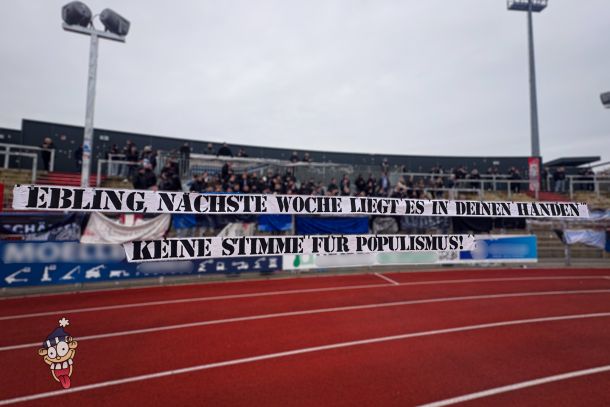 EBLING, NÄCHSTE WOCHE LIEGT ES IN DEINEN HÄNDEN
KEINE STIMME FÜR POPULISMUS!